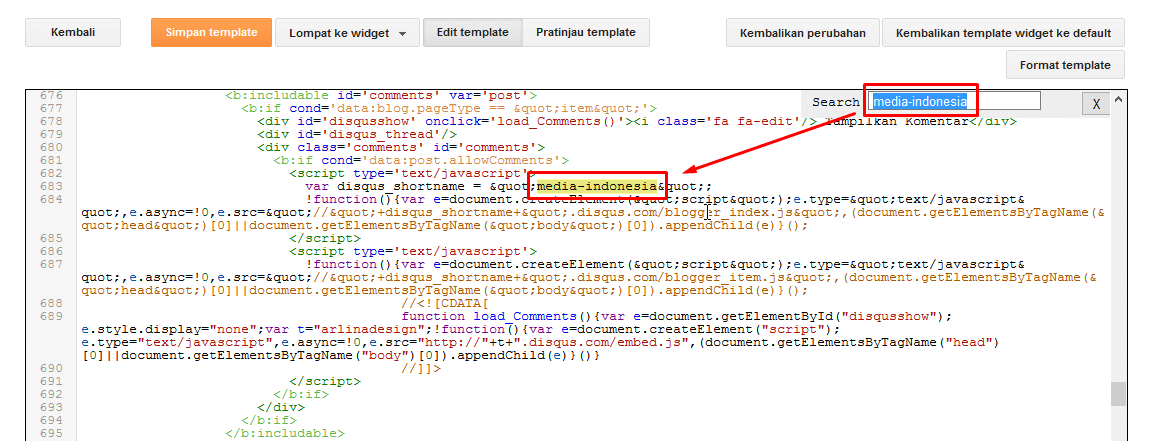 Kembali Simpan template Lompat ke widget Edit template Pratinjau template Kembalikan perubahan Kembalikan template widget ke default
Format template
Search: media-indonesia X
676 <b:includable id='comments' var='post'>
677 <b:if cond='data:blog.pageType == &quot;item&quot;'>
678 <div id='disqusshow' onclick='load_Comments()'><i class='fa fa-edit'/> Tampilkan Komentar</div>
679 <div id='disqus_thread'/>
680 <div class='comments' id='comments'>
681 <b:if cond='data:post.allowComments'>
682 <script type='text/javascript'>
683 var disqus_shortname = &quot;media-indonesia&quot;;
684 !function(){var e=document.createElement(&quot;script&quot;);e.type=&quot;text/javascript&
quot;,e.async=!0,e.src=&quot;//&quot;+disqus_shortname+&quot;.disqus.com/blogger_index.js&quot;,(document.getElementsByTagName(&
quot;head&quot;)[0]||document.getElementsByTagName(&quot;body&quot;)[0]).appendChild(e)}();
685 </script>
686 <script type='text/javascript'>
687 !function(){var e=document.createElement(&quot;script&quot;);e.type=&quot;text/javascript&
quot;,e.async=!0,e.src=&quot;//&quot;+disqus_shortname+&quot;.disqus.com/blogger_item.js&quot;,(document.getElementsByTagName(&
quot;head&quot;)[0]||document.getElementsByTagName(&quot;body&quot;)[0]).appendChild(e)}();
688 //<![CDATA[
689 function load_Comments(){var e=document.getElementById("disqusshow");
e.style.display="none";var t="arlinadesign";!function(){var e=document.createElement("script");
e.type="text/javascript",e.async=!0,e.src="http://"+t+".disqus.com/embed.js",(document.getElementsByTagName("head")
[0]||document.getElementsByTagName("body")[0]).appendChild(e)}()}
690 //]]>
691 </script>
692 </b:if>
693 </div>
694 </b:if>
695 </b:includable>